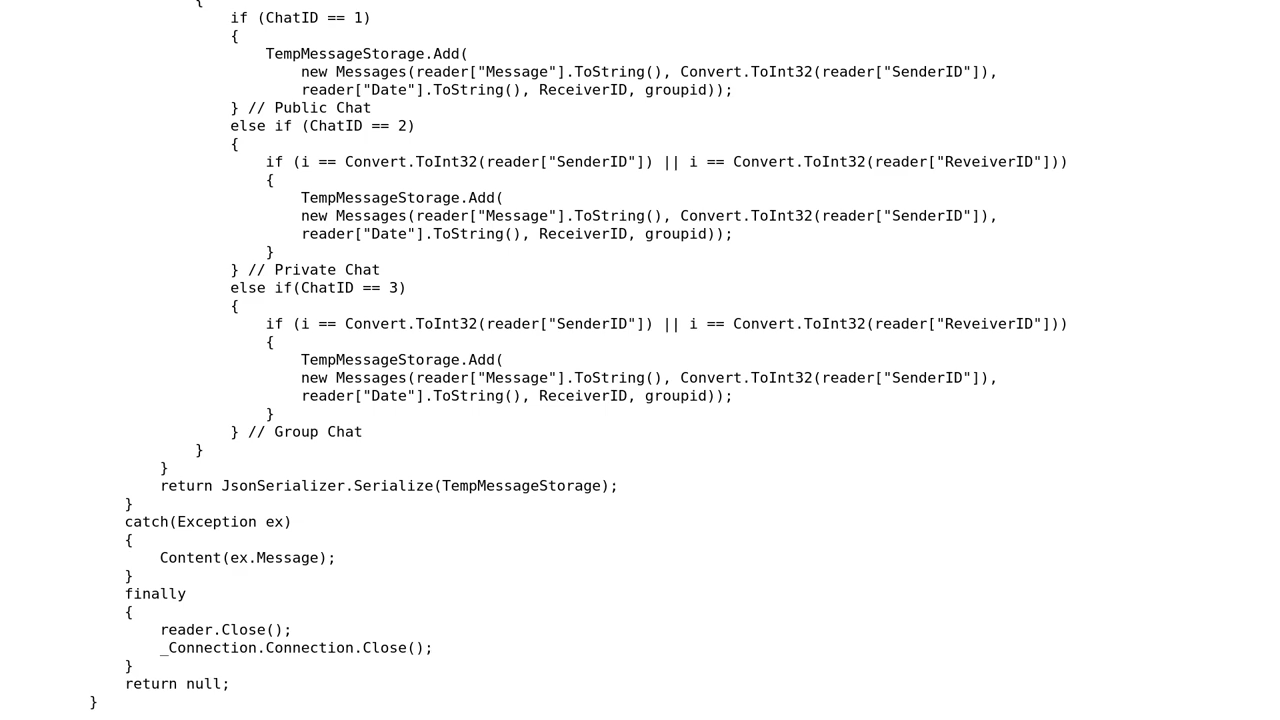 {
if (ChatID == 1)
{
TempMessageStorage.Add(
new Messages(reader["Message"].ToString(), Convert.ToInt32(reader["SenderID"]),
reader["Date"].ToString(), ReceiverID, groupid));
} // Public Chat
else if (ChatID == 2)
{
if (i == Convert.ToInt32(reader["SenderID"]) || i == Convert.ToInt32(reader["ReveiverID"]))
{
TempMessageStorage.Add(
new Messages(reader["Message"].ToString(), Convert.ToInt32(reader["SenderID"]),
reader["Date"].ToString(), ReceiverID, groupid));
}
} // Private Chat
else if(ChatID == 3)
{
if (i == Convert.ToInt32(reader["SenderID"]) || i == Convert.ToInt32(reader["ReveiverID"]))
{
TempMessageStorage.Add(
new Messages(reader["Message"].ToString(), Convert.ToInt32(reader["SenderID"]),
reader["Date"].ToString(), ReceiverID, groupid));
}
} // Group Chat
}
}
return JsonSerializer.Serialize(TempMessageStorage);
}
catch(Exception ex)
{
Content(ex.Message);
}
finally
{
reader.Close();
_Connection.Connection.Close();
}
return null;
}